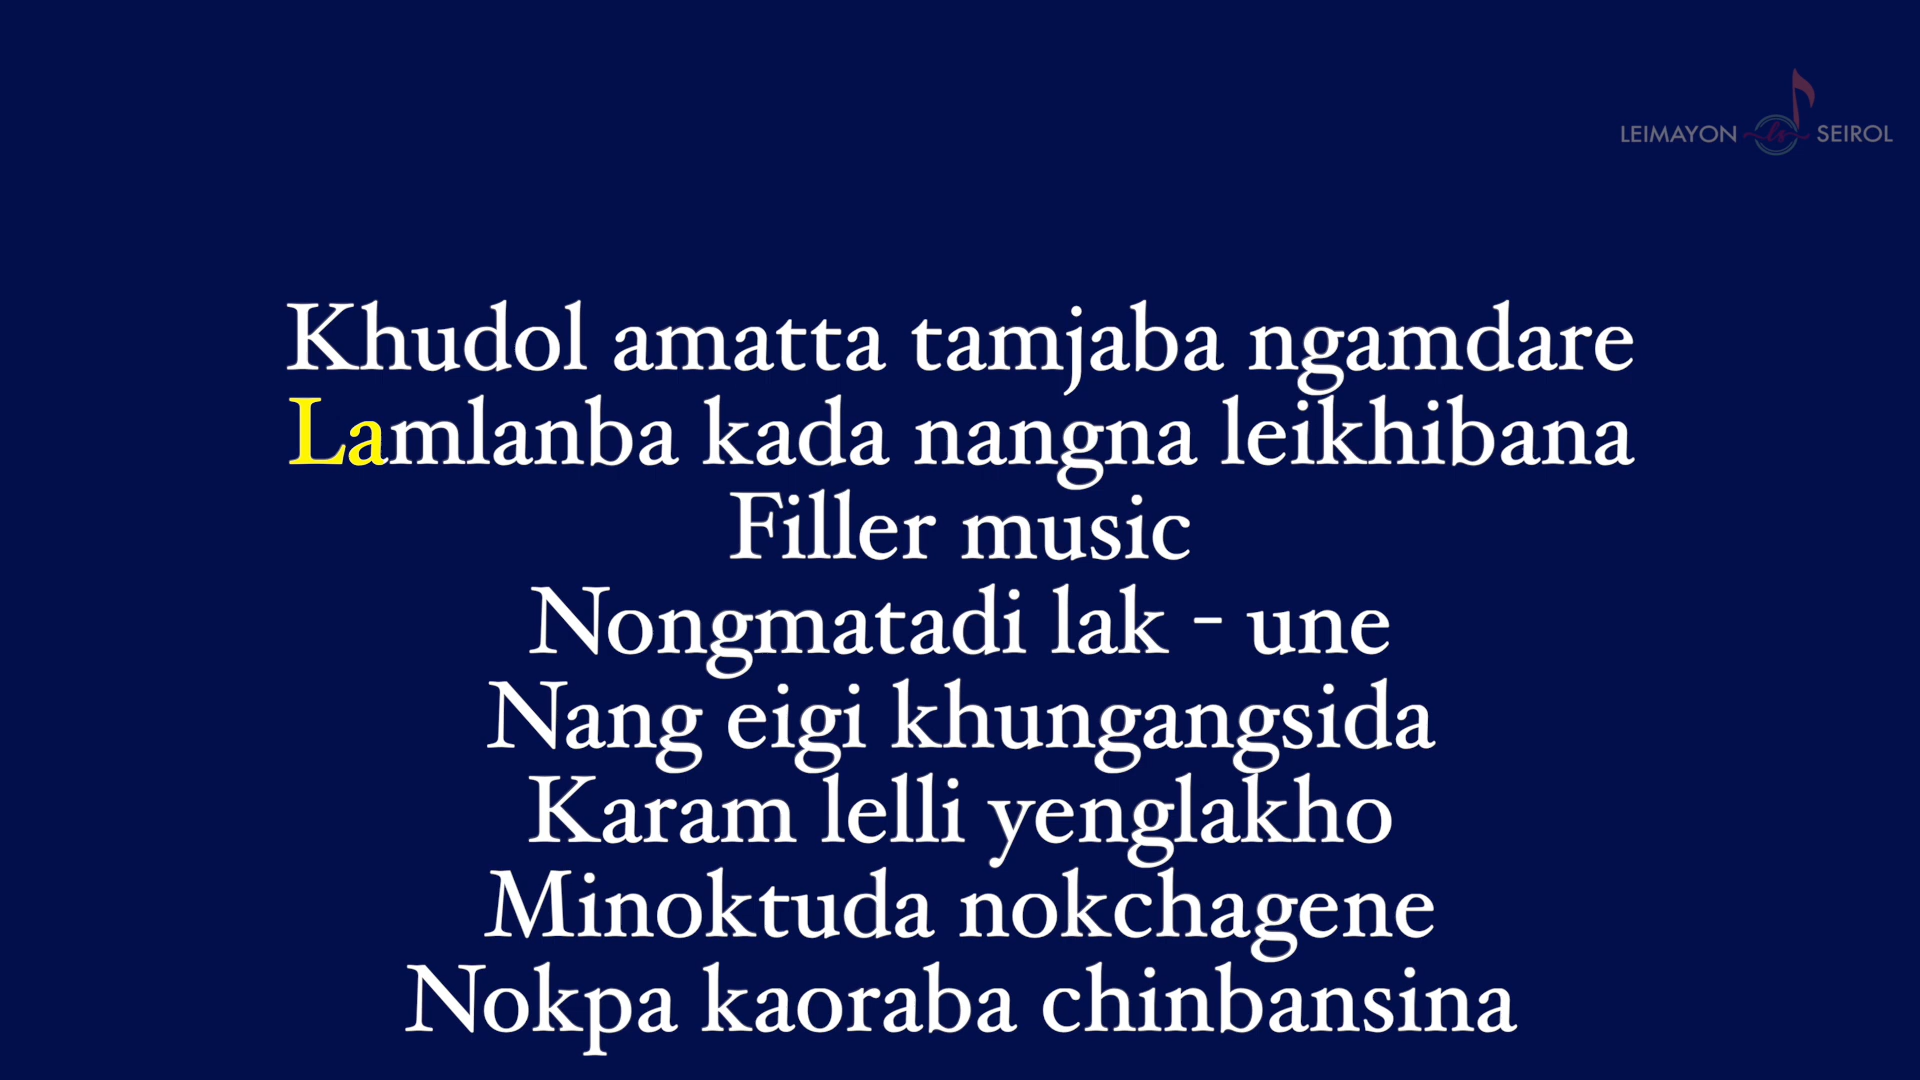 LEIMAYON ls SEIROL
Khudol amatta tamjaba ngamdare
Lamlanba kada nangna leikhibana
Filler music
Nongmatadi lak - une
Nang eigi khungangsida
Karam lelli yenglakho
Minoktuda nokchagene
Nokpa kaoraba chinbansina